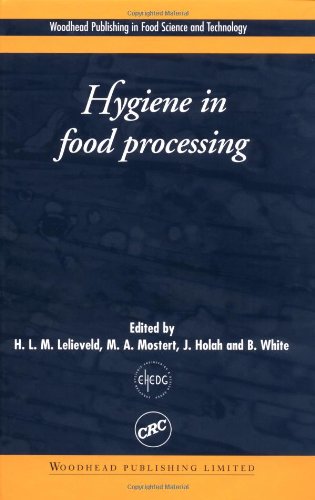 Woodhead Publishing in Food Science and Technology
Hygiene in
food processing
Edited by
H. L. M. Lelieveld, M. A. Mostert, J. Holah and B. White
EHEDG
CRC
WOODHEAD PUBLISHING LIMITED